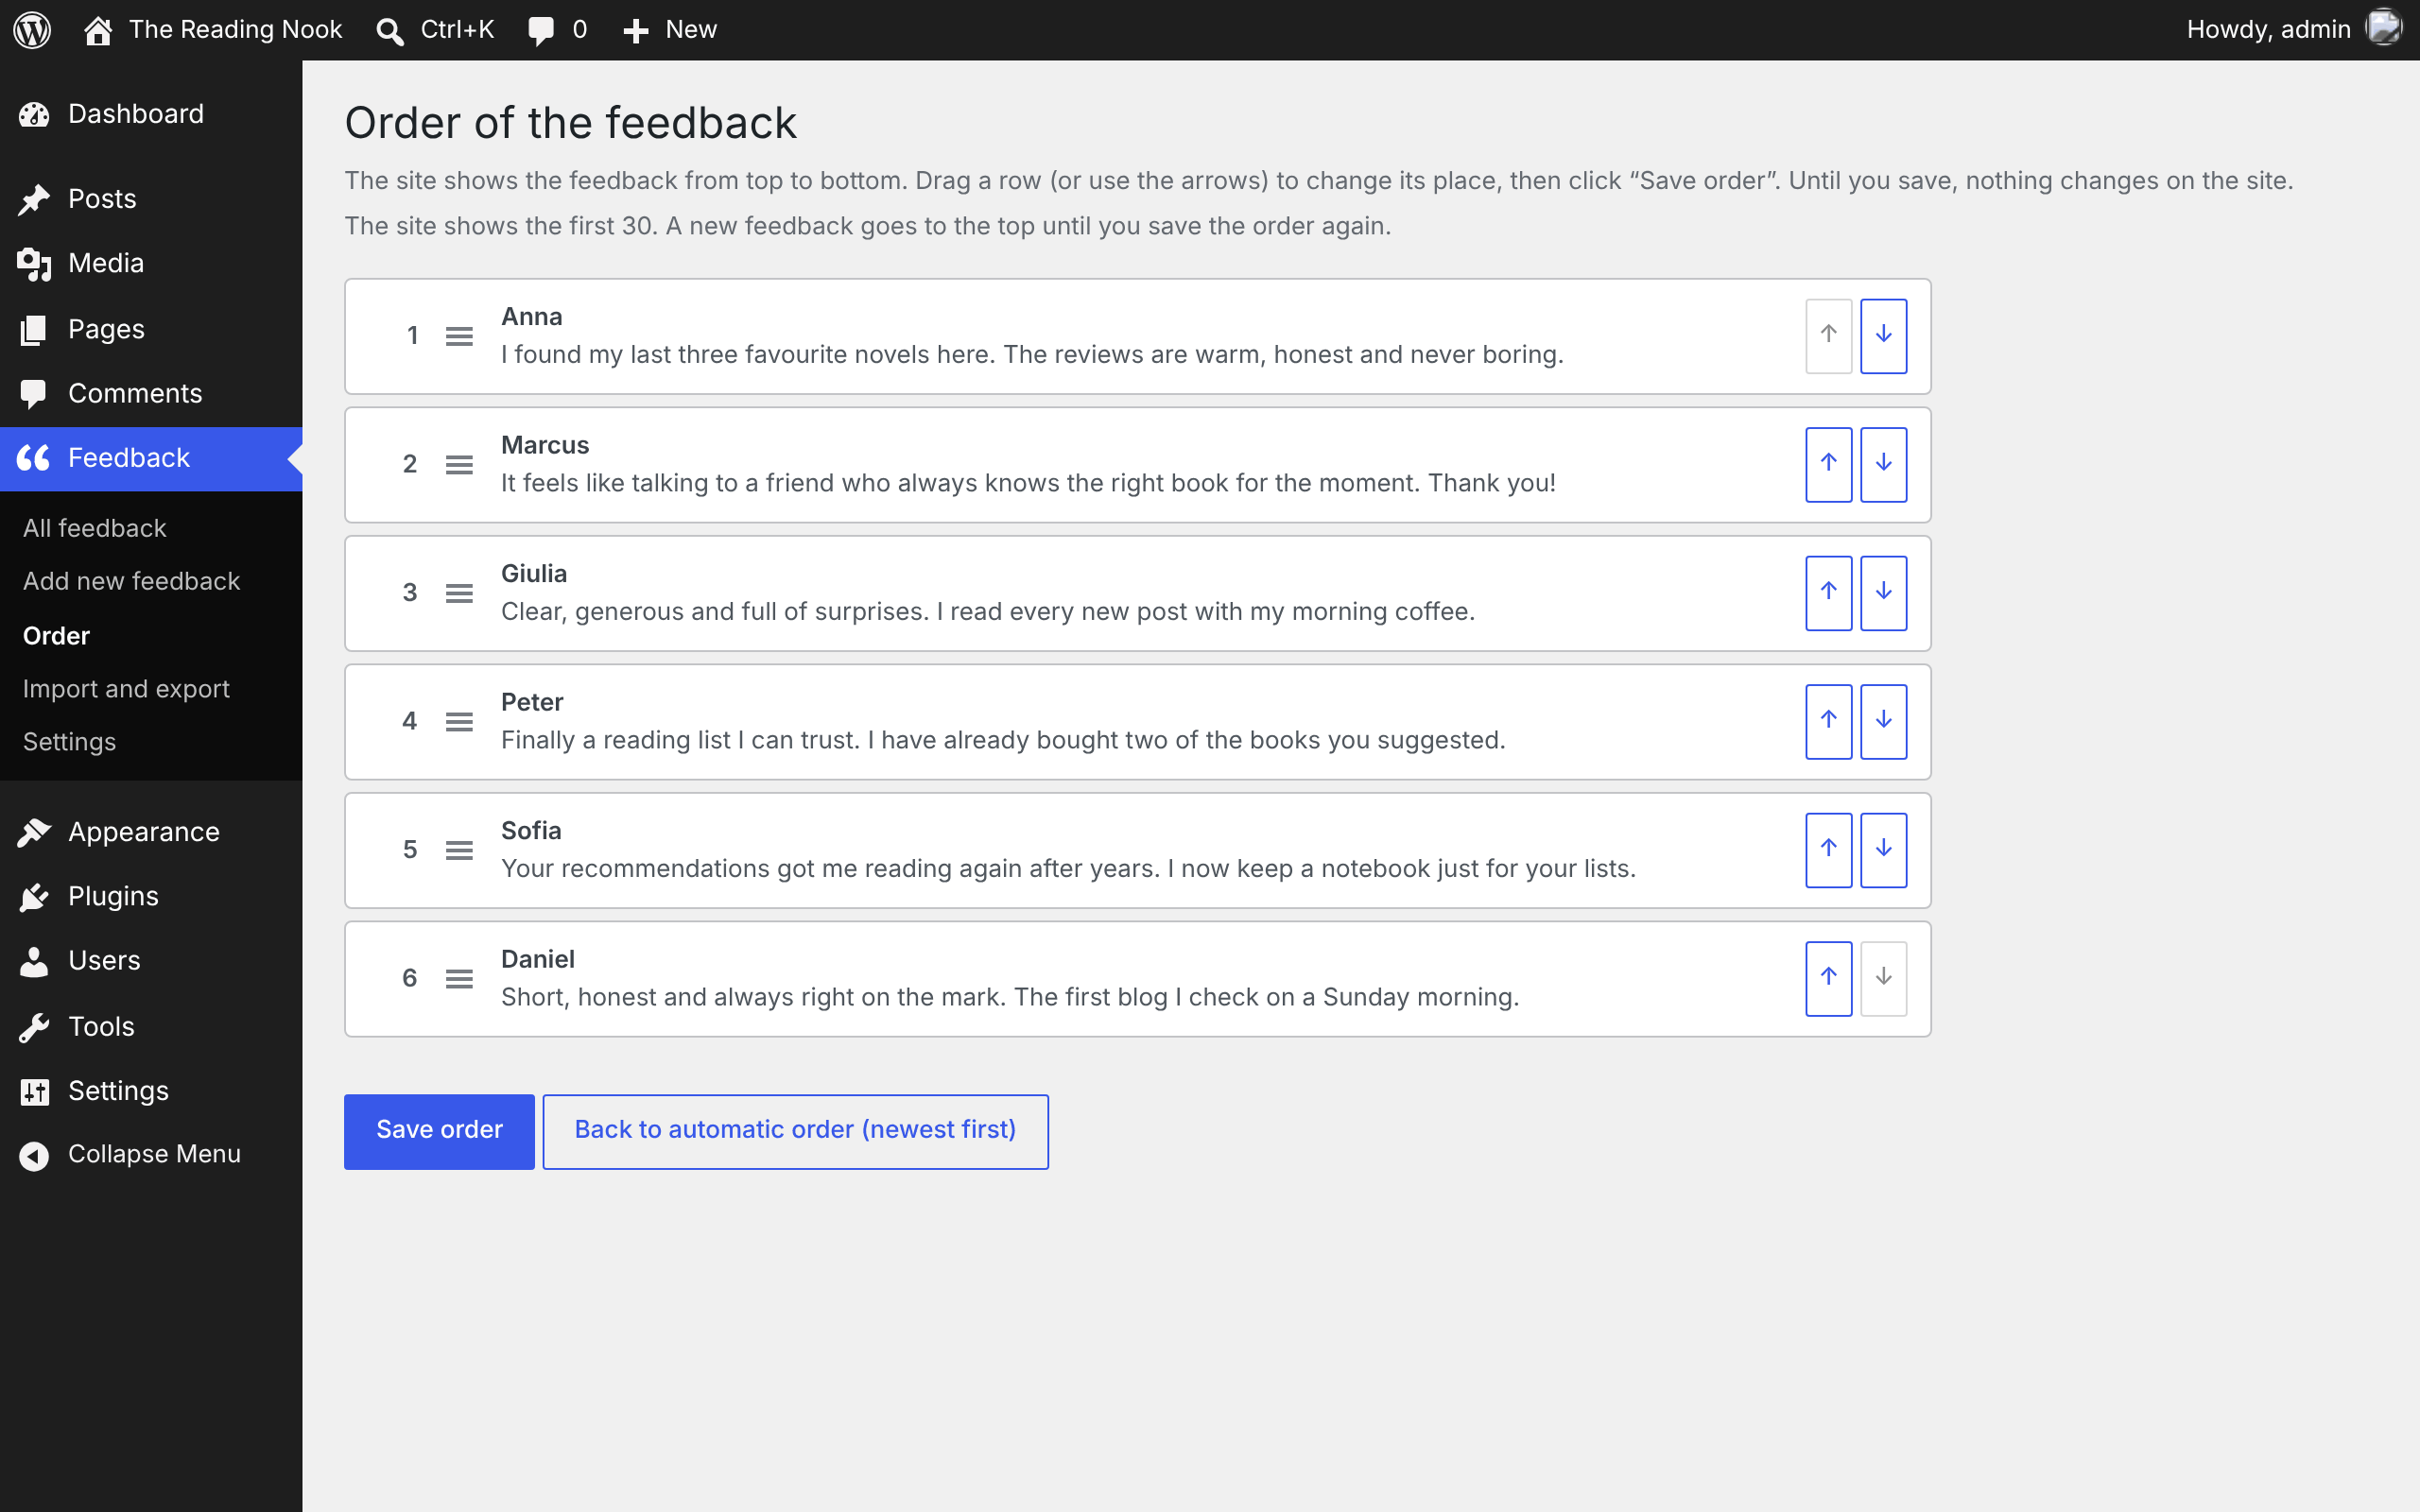 The Reading Nook
Ctrl+K
0
New
Howdy, admin
Dashboard
Posts
Media
Pages
Comments
Feedback
All feedback
Add new feedback
Order
Import and export
Settings
Appearance
Plugins
Users
Tools
Settings
Collapse Menu
Order of the feedback
The site shows the feedback from top to bottom. Drag a row (or use the arrows) to change its place, then click “Save order”. Until you save, nothing changes on the site.
The site shows the first 30. A new feedback goes to the top until you save the order again.
1
Anna
I found my last three favourite novels here. The reviews are warm, honest and never boring.
↑ ↓
2
Marcus
It feels like talking to a friend who always knows the right book for the moment. Thank you!
↑ ↓
3
Giulia
Clear, generous and full of surprises. I read every new post with my morning coffee.
↑ ↓
4
Peter
Finally a reading list I can trust. I have already bought two of the books you suggested.
↑ ↓
5
Sofia
Your recommendations got me reading again after years. I now keep a notebook just for your lists.
↑ ↓
6
Daniel
Short, honest and always right on the mark. The first blog I check on a Sunday morning.
↑ ↓
Save order
Back to automatic order (newest first)